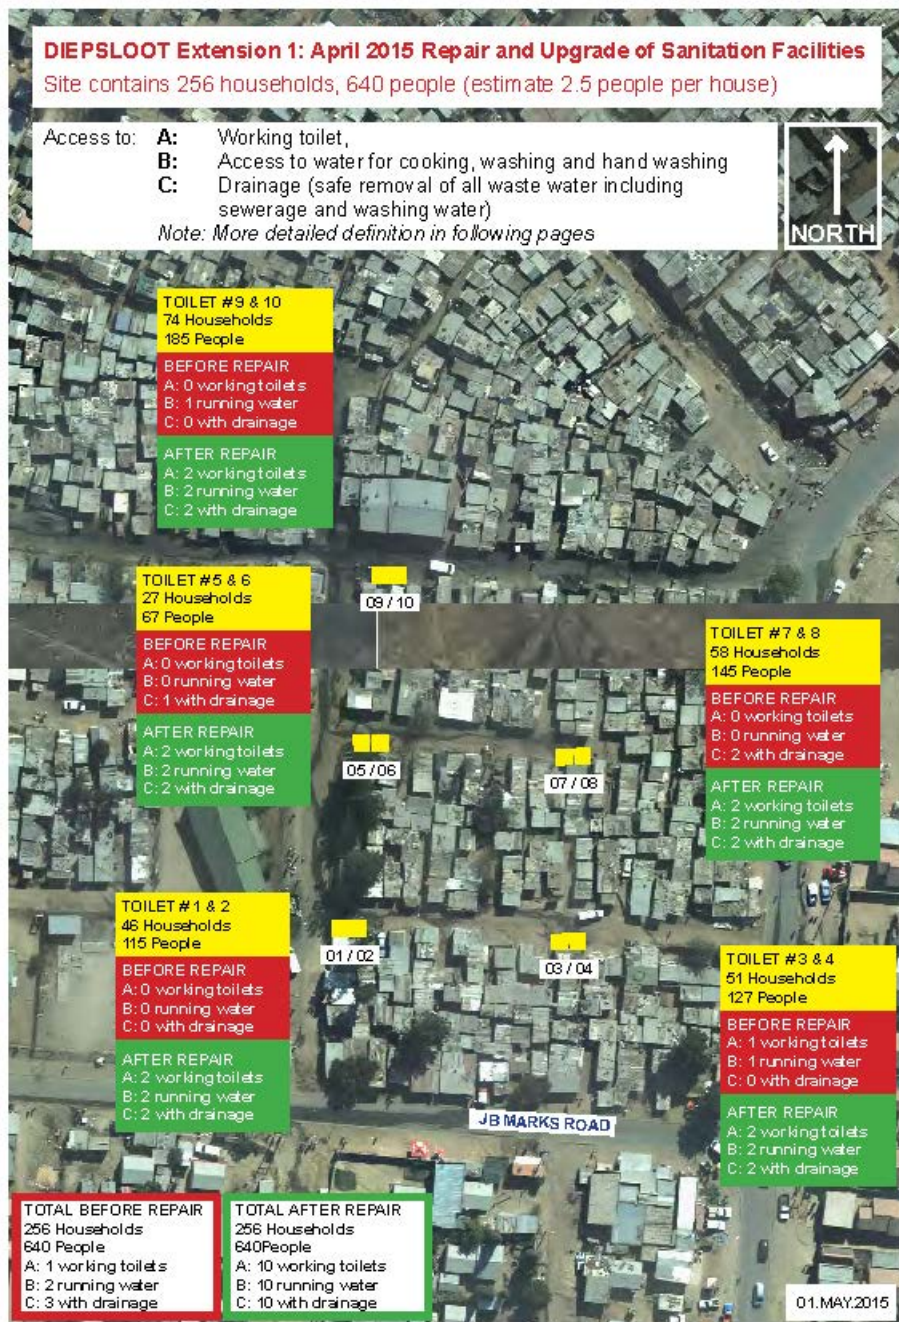 DIEPSLOOT Extension 1: April 2015 Repair and Upgrade of Sanitation Facilities
Site contains 256 households, 640 people (estimate 2.5 people per house)
Access to: A: Working toilet,
B: Access to water for cooking, washing and hand washing
C: Drainage (safe removal of all waste water including
sewerage and washing water)
Note: More detailed definition in following pages
NORTH
TOILET #9 & 10
74 Households
185 People
BEFORE REPAIR
A: 0 working toilets
B: 1 running water
C: 0 with drainage
AFTER REPAIR
A: 2 working toilets
B: 2 running water
C: 2 with drainage
09 / 10
TOILET #5 & 6
27 Households
67 People
BEFORE REPAIR
A: 0 working toilets
B: 0 running water
C: 1 with drainage
AFTER REPAIR
A: 2 working toilets
B: 2 running water
C: 2 with drainage
05 / 06
07 / 08
TOILET #7 & 8
58 Households
145 People
BEFORE REPAIR
A: 0 working toilets
B: 0 running water
C: 2 with drainage
AFTER REPAIR
A: 2 working toilets
B: 2 running water
C: 2 with drainage
TOILET #1 & 2
46 Households
115 People
BEFORE REPAIR
A: 0 working toilets
B: 0 running water
C: 0 with drainage
AFTER REPAIR
A: 2 working toilets
B: 2 running water
C: 2 with drainage
01 / 02
03 / 04
TOILET #3 & 4
51 Households
127 People
BEFORE REPAIR
A: 1 working toilets
B: 1 running water
C: 0 with drainage
AFTER REPAIR
A: 2 working toilets
B: 2 running water
C: 2 with drainage
JB MARKS ROAD
TOTAL BEFORE REPAIR
256 Households
640 People
A: 1 working toilets
B: 2 running water
C: 3 with drainage
TOTAL AFTER REPAIR
256 Households
640People
A: 10 working toilets
B: 10 running water
C: 10 with drainage
01.MAY.2015